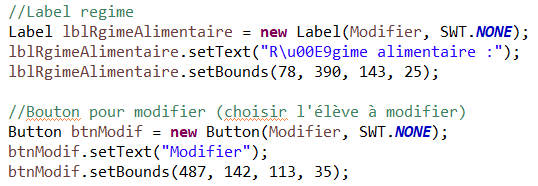 //Label regime
Label lblRgimeAlimentaire = new Label(Modifier, SWT.NONE);
lblRgimeAlimentaire.setText("R\u00E9gime alimentaire :");
lblRgimeAlimentaire.setBounds(78, 390, 143, 25);
//Bouton pour modifier (choisir l'élève à modifier)
Button btnModif = new Button(Modifier, SWT.NONE);
btnModif.setText("Modifier");
btnModif.setBounds(487, 142, 113, 35);